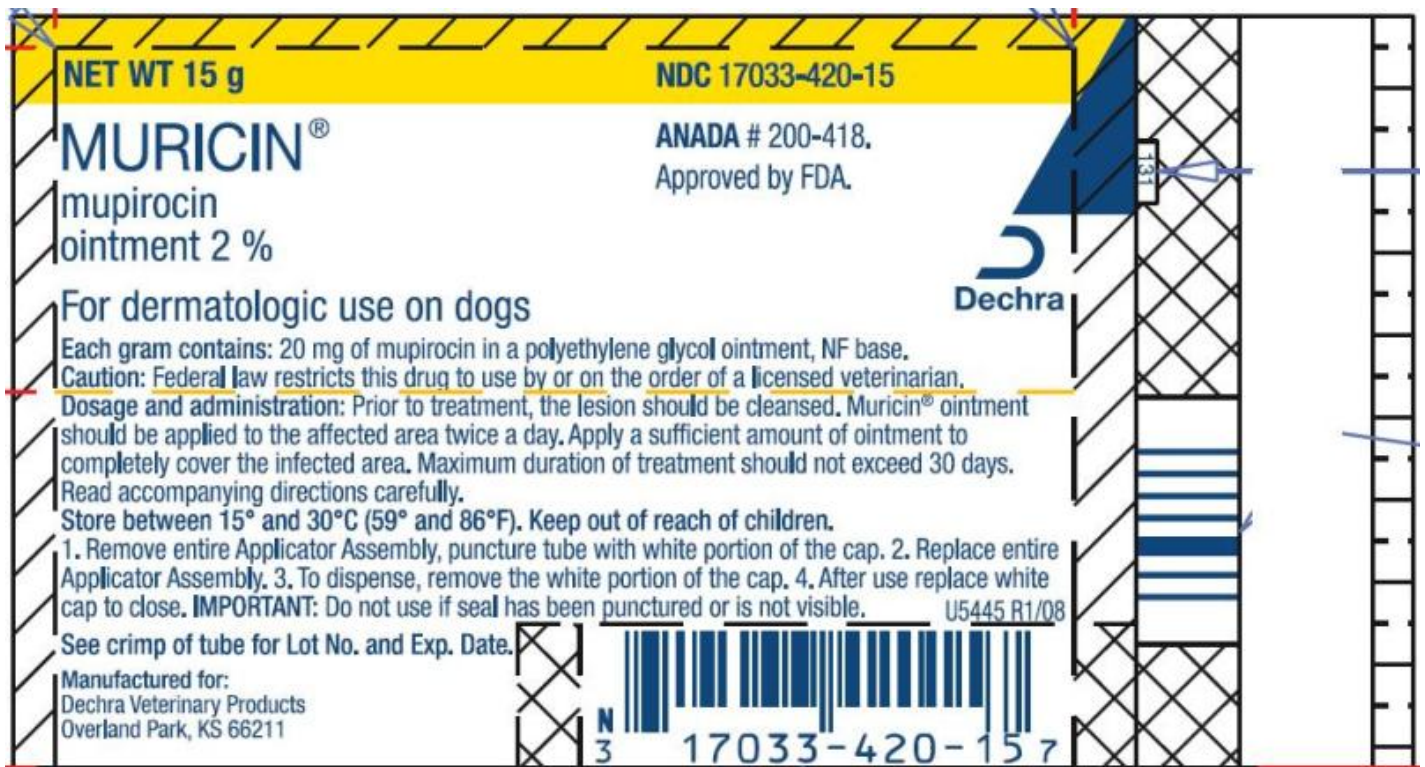 NET WT 15 g
NDC 17033-420-15
MURICIN®
mupirocin
ointment 2 %
ANADA # 200-418.
Approved by FDA.
131
Dechra
For dermatologic use on dogs
Each gram contains: 20 mg of mupirocin in a polyethylene glycol ointment, NF base.
Caution: Federal law restricts this drug to use by or on the order of a licensed veterinarian.
Dosage and administration: Prior to treatment, the lesion should be cleansed. Muricin® ointment
should be applied to the affected area twice a day. Apply a sufficient amount of ointment to
completely cover the infected area. Maximum duration of treatment should not exceed 30 days.
Read accompanying directions carefully.
Store between 15° and 30°C (59° and 86°F). Keep out of reach of children.
1. Remove entire Applicator Assembly, puncture tube with white portion of the cap. 2. Replace entire
Applicator Assembly. 3. To dispense, remove the white portion of the cap. 4. After use replace white
cap to close. IMPORTANT: Do not use if seal has been punctured or is not visible.
U5445 R1/08
See crimp of tube for Lot No. and Exp. Date.
Manufactured for:
Dechra Veterinary Products
Overland Park, KS 66211
N
3 17033-420-15 7